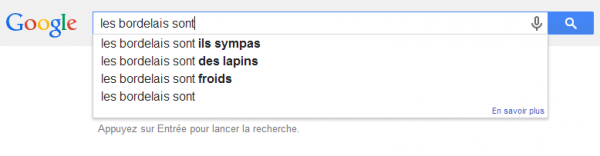 Google
les bordelais sont
les bordelais sont ils sympas
les bordelais sont des lapins
les bordelais sont froids
les bordelais sont
En savoir plus
Appuyez sur Entrée pour lancer la recherche.